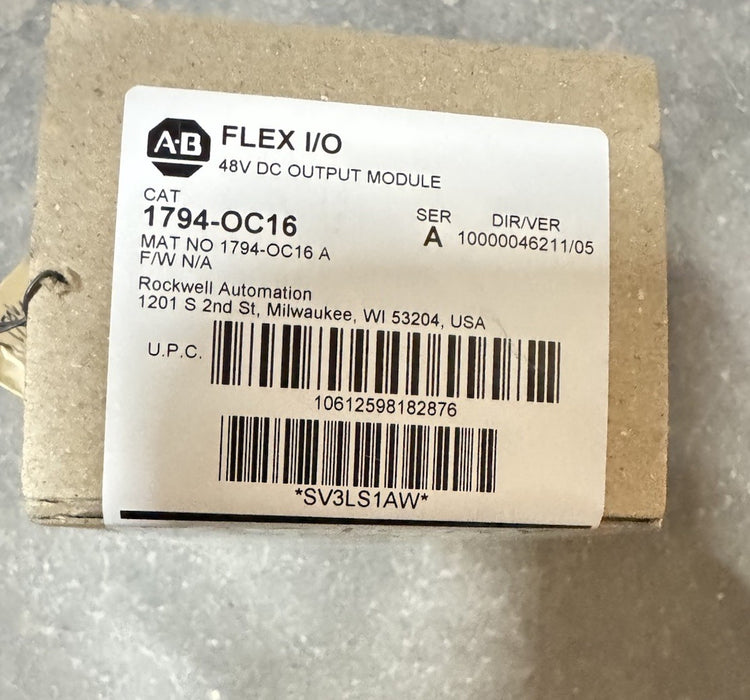 A-B FLEX I/O
48V DC OUTPUT MODULE
CAT
1794-OC16
MAT NO 1794-OC16 A
F/W N/A
SER
A
DIR/VER
10000046211/05
Rockwell Automation
1201 S 2nd St, Milwaukee, WI 53204, USA
U.P.C.
10612598182876
*SV3LS1AW*